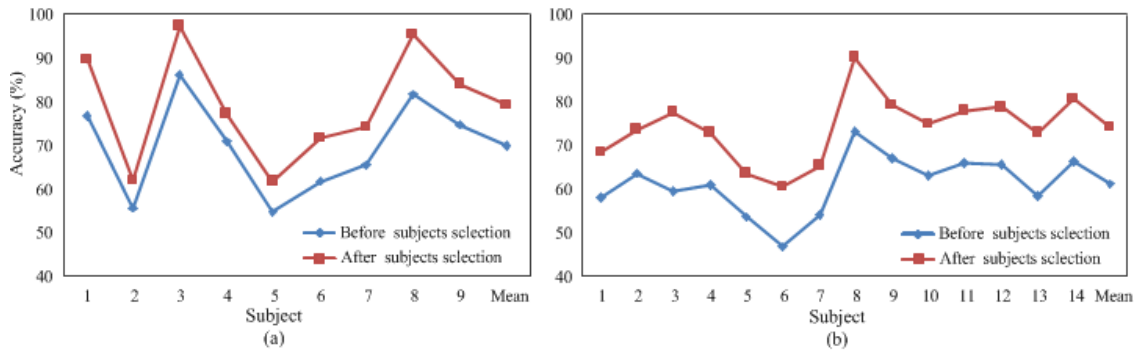 100
90
80
70
60
50
40
Accuracy (%)
Before subjects sclection
After subjects sclection
1 2 3 4 5 6 7 8 9 Mean
Subject
(a)
100
90
80
70
60
50
40
Before subjects sclection
After subjects sclection
1 2 3 4 5 6 7 8 9 10 11 12 13 14 Mean
Subject
(b)